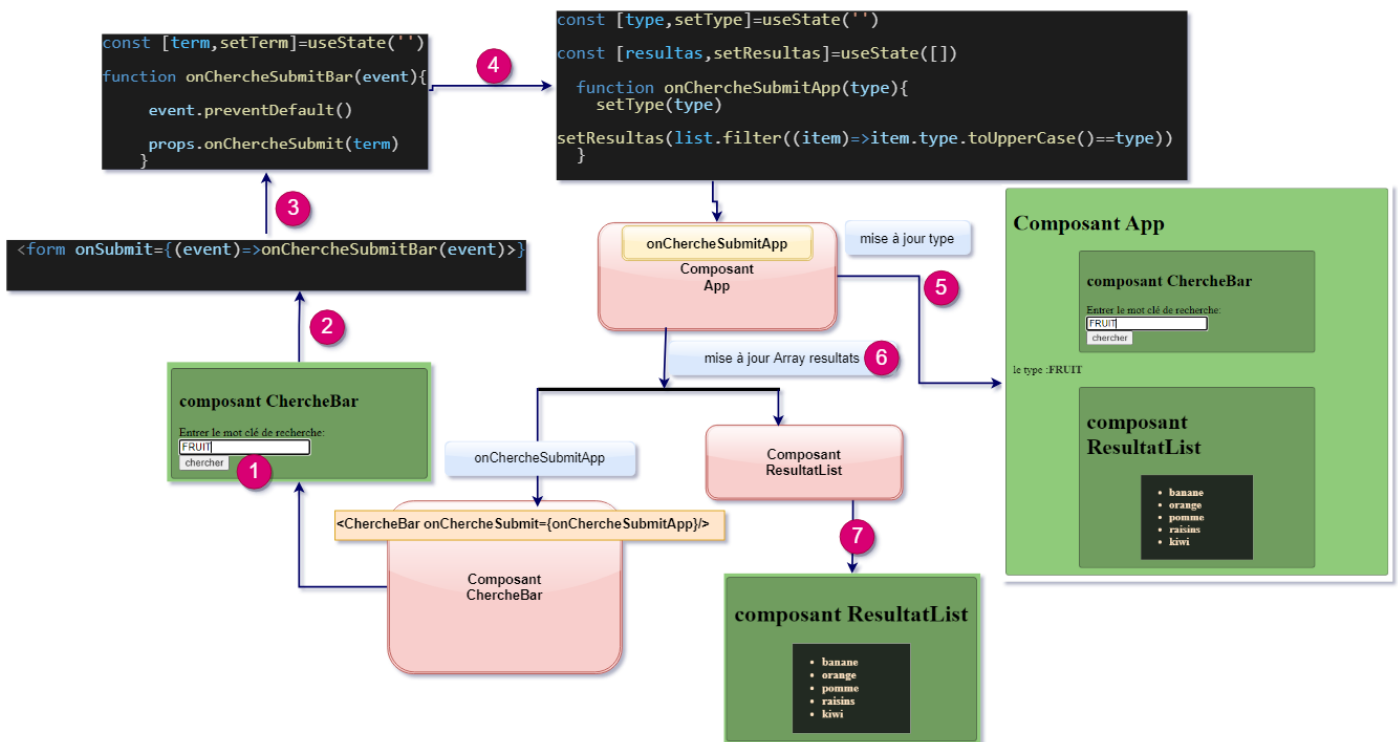 const [term,setTerm]=useState('')
function onChercheSubmitBar(event){
event.preventDefault()
props.onChercheSubmit(term)
}
4
const [type,setType]=useState('')
const [resultas,setResultas]=useState([])
function onChercheSubmitApp(type){
setType(type)
setResultas(list.filter((item)=>item.type.toUpperCase()==type))
}
3
<form onSubmit={(event)=>onChercheSubmitBar(event)>}
2
composant ChercheBar
Entrer le mot clé de recherche:
FRUIT
chercher
1
onChercheSubmitApp
Composant
App
mise à jour type
5
mise à jour Array resultats
6
onChercheSubmitApp
<ChercheBar onChercheSubmit={onChercheSubmitApp}/>
Composant
ChercheBar
Composant
ResultatList
7
composant ResultatList
banane
orange
pomme
raisins
kiwi
Composant App
composant ChercheBar
Entrer le mot clé de recherche:
FRUIT
chercher
le type :FRUIT
composant
ResultatList
banane
orange
pomme
raisins
kiwi